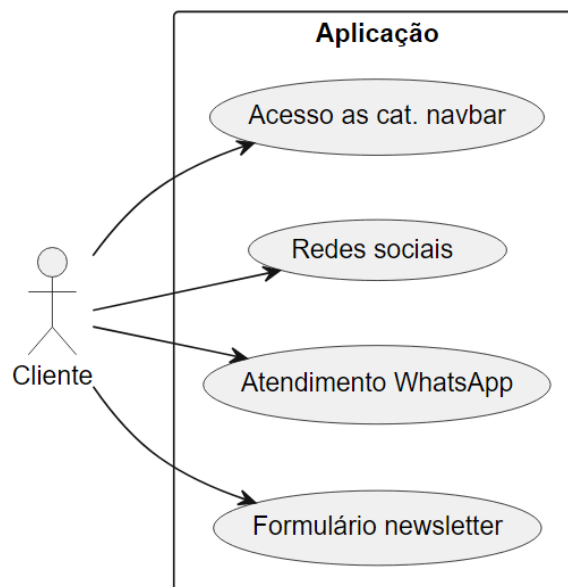 Aplicação
Acesso as cat. navbar
Redes sociais
Cliente
Atendimento WhatsApp
Formulário newsletter